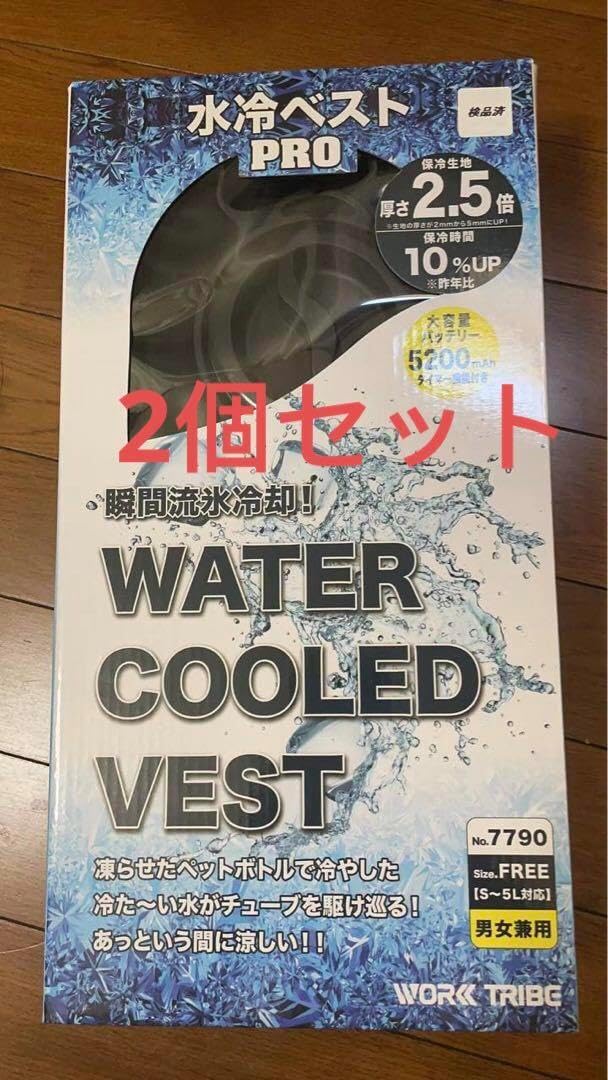 水冷ベスト
PRO
検品済
保冷生地
厚さ2.5倍
※生地の厚さが2mmから5mmにUP!
保冷時間
10%UP
※昨年比
大容量
バッテリー
5200mAh
タイマー機能付き
2個セット
瞬間流氷冷却!
WATER
COOLED
VEST
凍らせたペットボトルで冷やした
冷た〜い水がチューブを駆け巡る!
あっという間に涼しい!!
No.7790
Size.FREE
【S〜5L対応】
男女兼用
WORK TRIBE